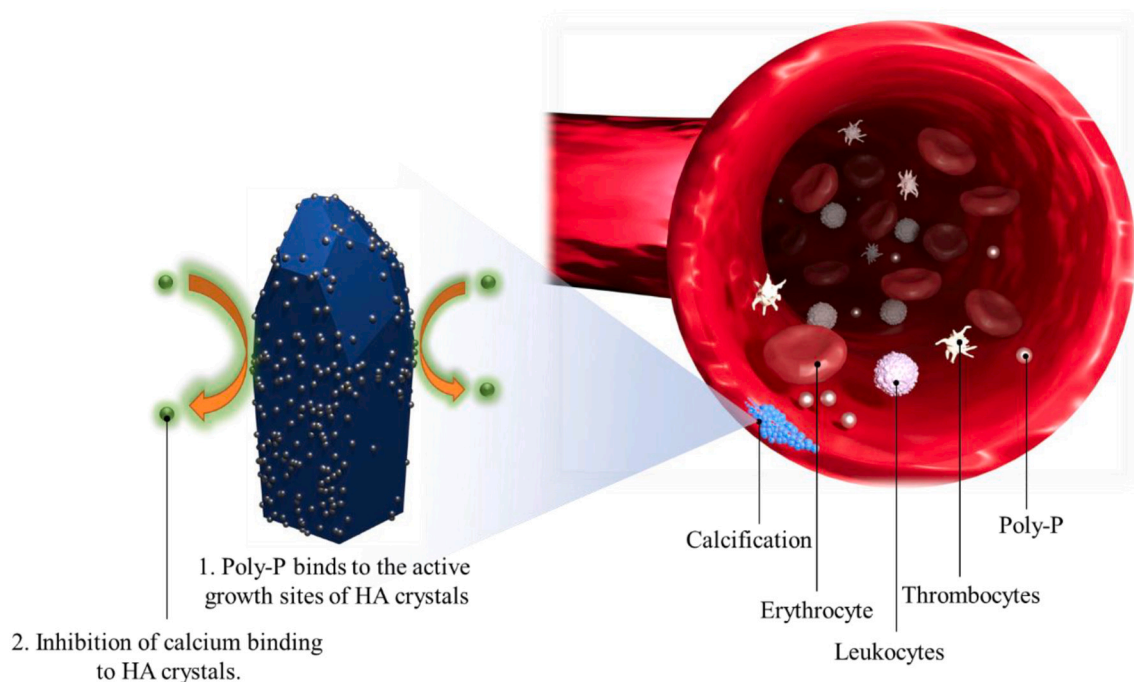 1. Poly-P binds to the active
growth sites of HA crystals
2. Inhibition of calcium binding
to HA crystals.
Calcification
Erythrocyte
Leukocytes
Thrombocytes
Poly-P